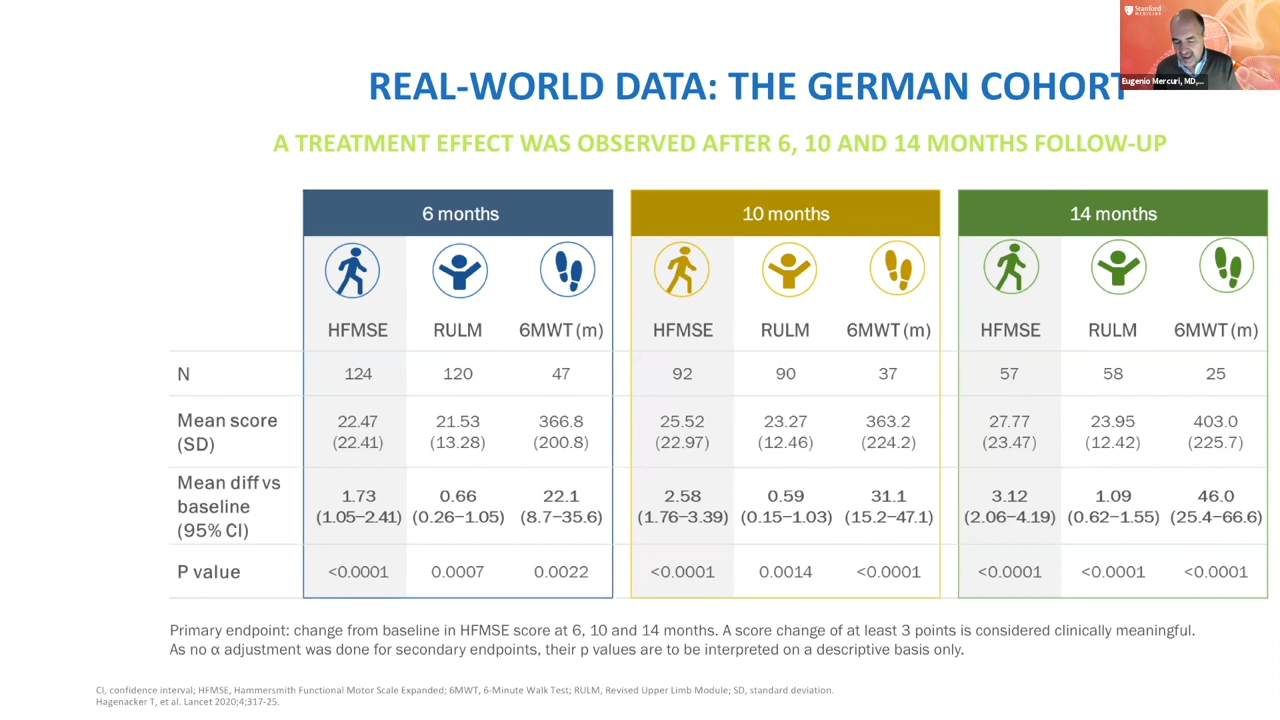 Stanford
MEDICINE
Eugenio Mercuri, MD,...
REAL-WORLD DATA: THE GERMAN COHORT
A TREATMENT EFFECT WAS OBSERVED AFTER 6, 10 AND 14 MONTHS FOLLOW-UP
6 months 10 months 14 months
HFMSE RULM 6MWT (m) HFMSE RULM 6MWT (m) HFMSE RULM 6MWT (m)
N 124 120 47 92 90 37 57 58 25
Mean score 22.47 21.53 366.8 25.52 23.27 363.2 27.77 23.95 403.0
(SD) (22.41) (13.28) (200.8) (22.97) (12.46) (224.2) (23.47) (12.42) (225.7)
Mean diff vs
baseline 1.73 0.66 22.1 2.58 0.59 31.1 3.12 1.09 46.0
(95% CI) (1.05–2.41) (0.26–1.05) (8.7–35.6) (1.76–3.39) (0.15–1.03) (15.2–47.1) (2.06–4.19) (0.62–1.55) (25.4–66.6)
P value <0.0001 0.0007 0.0022 <0.0001 0.0014 <0.0001 <0.0001 <0.0001 <0.0001
Primary endpoint: change from baseline in HFMSE score at 6, 10 and 14 months. A score change of at least 3 points is considered clinically meaningful.
As no α adjustment was done for secondary endpoints, their p values are to be interpreted on a descriptive basis only.
CI, confidence interval; HFMSE, Hammersmith Functional Motor Scale Expanded; 6MWT, 6-Minute Walk Test; RULM, Revised Upper Limb Module; SD, standard deviation.
Hagenacker T, et al. Lancet 2020;4;317-25.